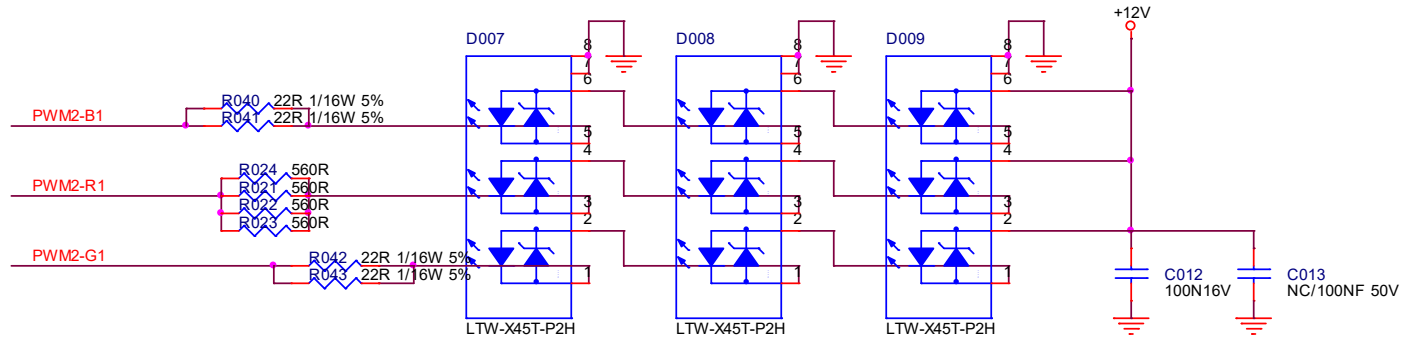 +12V
D007
D008
D009
8
7
6
5
4
3
2
1
8
7
6
5
4
3
2
1
8
7
6
5
4
3
2
1
PWM2-B1
R040 22R 1/16W 5%
R041 22R 1/16W 5%
PWM2-R1
R024 560R
R021 560R
R022 560R
R023 560R
PWM2-G1
R042 22R 1/16W 5%
R043 22R 1/16W 5%
C012
100N16V
C013
NC/100NF 50V
LTW-X45T-P2H
LTW-X45T-P2H
LTW-X45T-P2H